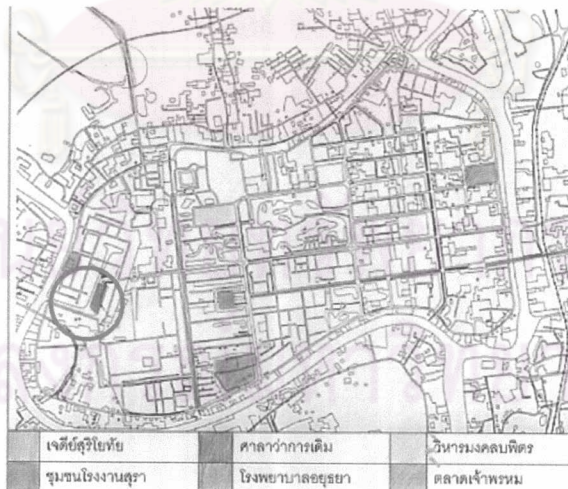 เจดีย์สุริโยทัย ศาลาว่าการเดิม วิหารมงคลบพิตร
ชุมชนโรงงานสุรา โรงพยาบาลอยุธยา ตลาดเจ้าพรหม